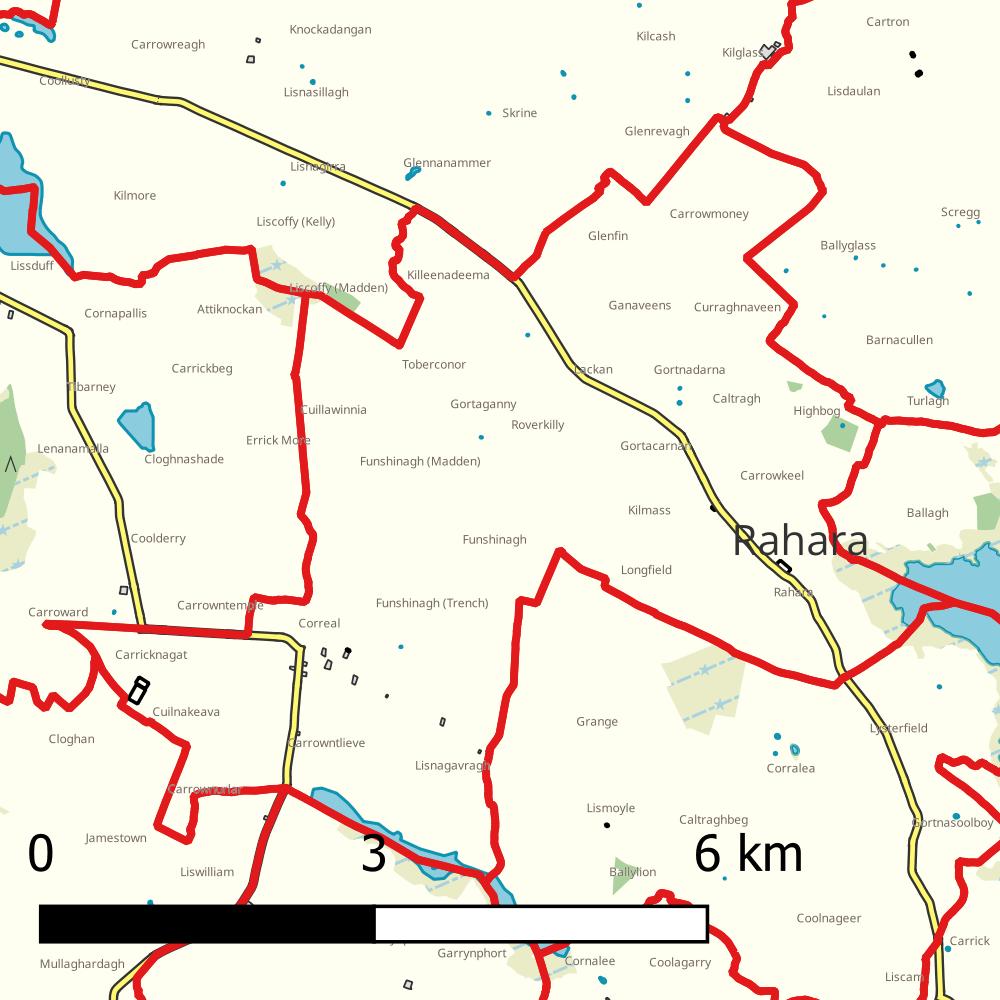 Cartron
Knockadangan
Kilcash
Carrowreagh
Kilglass
Coollusty
Lisnasillagh
Lisdaulan
Skrine
Glenrevagh
Glennanammer
Lisnagirra
Kilmore
Scregg
Carrowmoney
Liscoffy (Kelly)
Glenfin
Ballyglass
Lissduff
Killeenadeema
Liscoffy (Madden)
Ganaveens
Curraghnaveen
Attiknockan
Cornapallis
Barnacullen
Toberconor
Carrickbeg
Lackan
Gortnadarna
Tibarney
Caltragh
Turlagh
Gortaganny
Cuillawinnia
Highbog
Roverkilly
Errick More
Gortacarnan
Lenanamalla
Cloghnashade
Funshinagh (Madden)
Carrowkeel
Kilmass
Ballagh
Coolderry
Funshinagh
Rahara
Longfield
Rahara
Carrowntemple
Funshinagh (Trench)
Carroward
Correal
Carricknagat
Cuilnakeava
Grange
Lysterfield
Cloghan
Carrowntlieve
Lisnagavragh
Corralea
Carrownurlar
Lismoyle
Caltraghbeg
Gortnasoolboy
Jamestown
0 3 6 km
Liswilliam
Ballylion
Coolnageer
Carrick
Garrynphort
Mullaghardagh
Cornalee
Coolagarry
Liscam